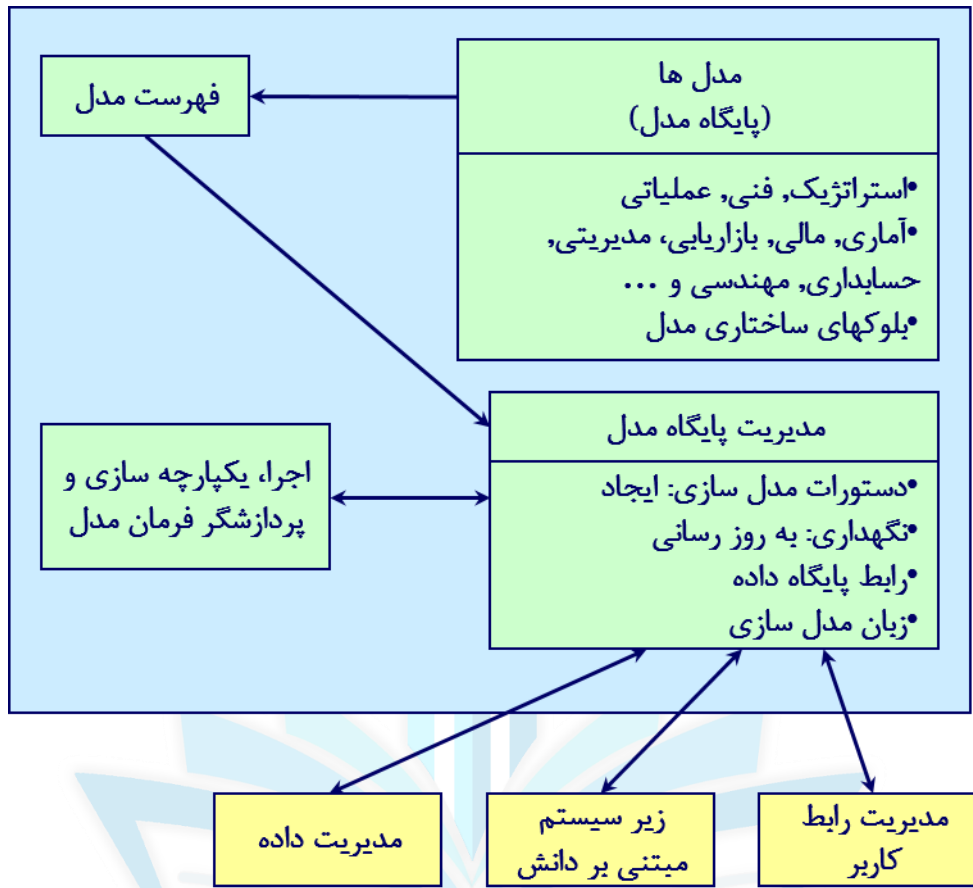 مدل ها
(پایگاه مدل)
•استراتژیک, فنی, عملیاتی
•آماری, مالی, بازاریابی، مدیریتی,
حسابداری, مهندسی و ...
•بلوکهای ساختاری مدل
فهرست مدل
مدیریت پایگاه مدل
•دستورات مدل سازی: ایجاد
•نگهداری: به روز رسانی
•رابط پایگاه داده
•زبان مدل سازی
اجرا، یکپارچه سازی و
پردازشگر فرمان مدل
مدیریت رابط
کاربر
زیر سیستم
مبتنی بر دانش
مدیریت داده